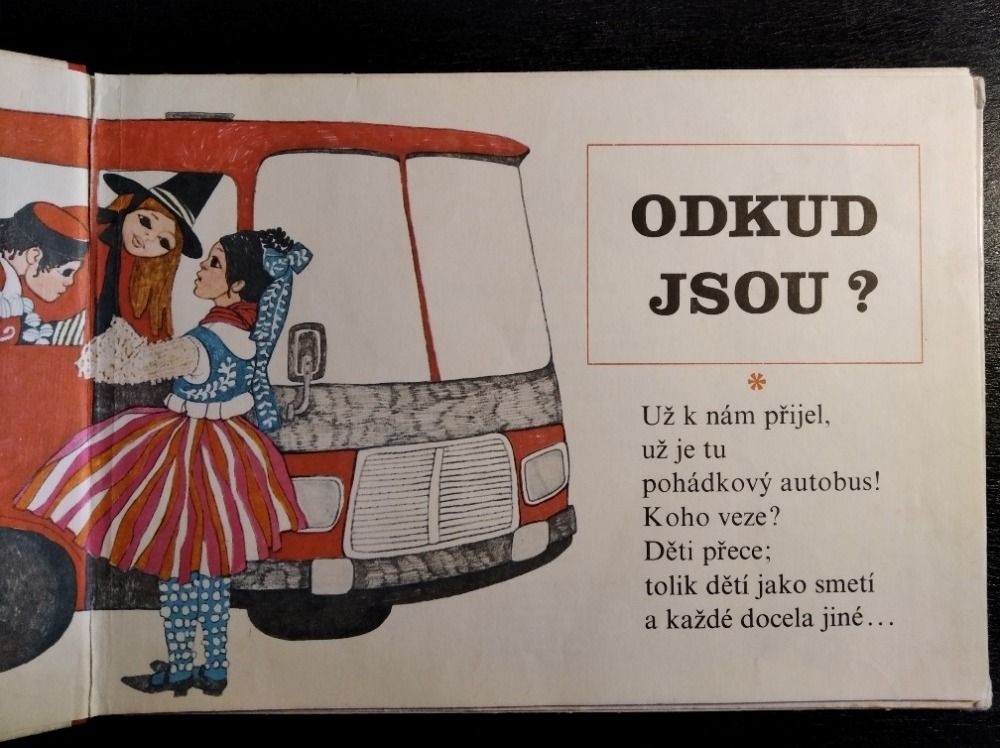 ODKUD
JSOU ?
*
Už k nám přijel,
už je tu
pohádkový autobus!
Koho veze?
Děti přece;
tolik dětí jako smetí
a každé docela jiné...